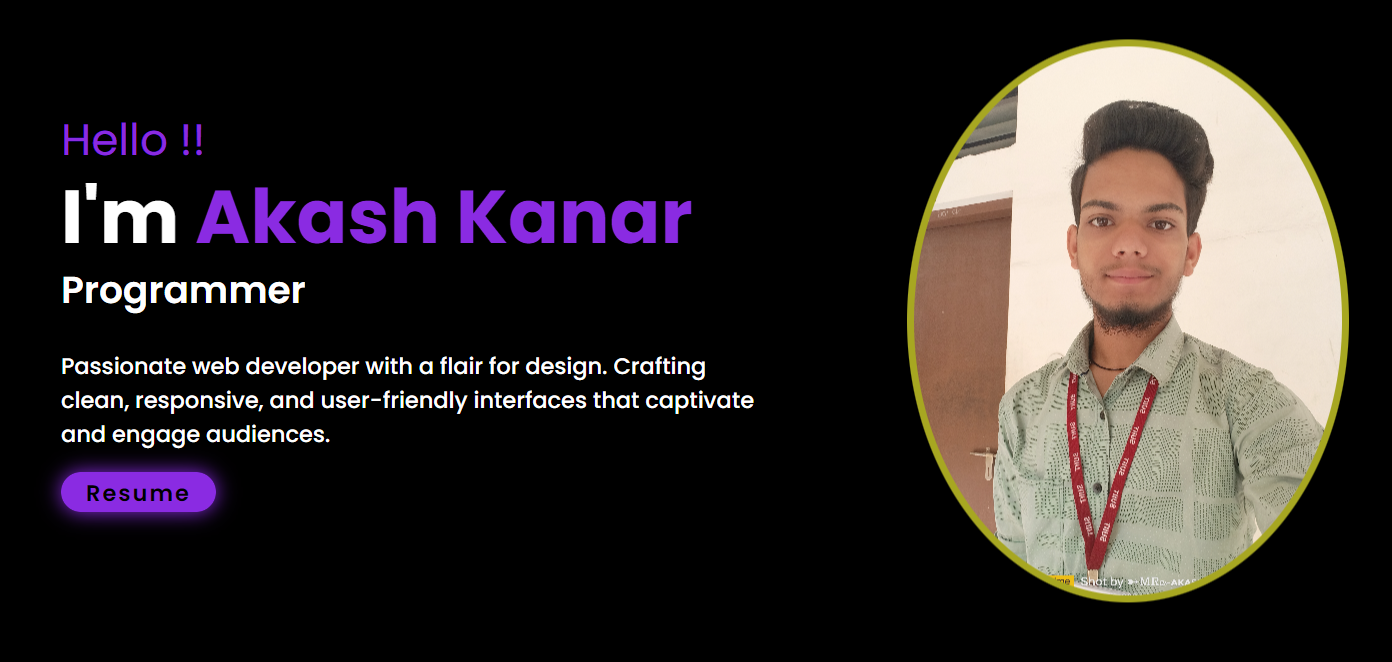 Hello !!
I'm Akash Kanar
Programmer
Passionate web developer with a flair for design. Crafting
clean, responsive, and user-friendly interfaces that captivate
and engage audiences.
Resume
Shot by